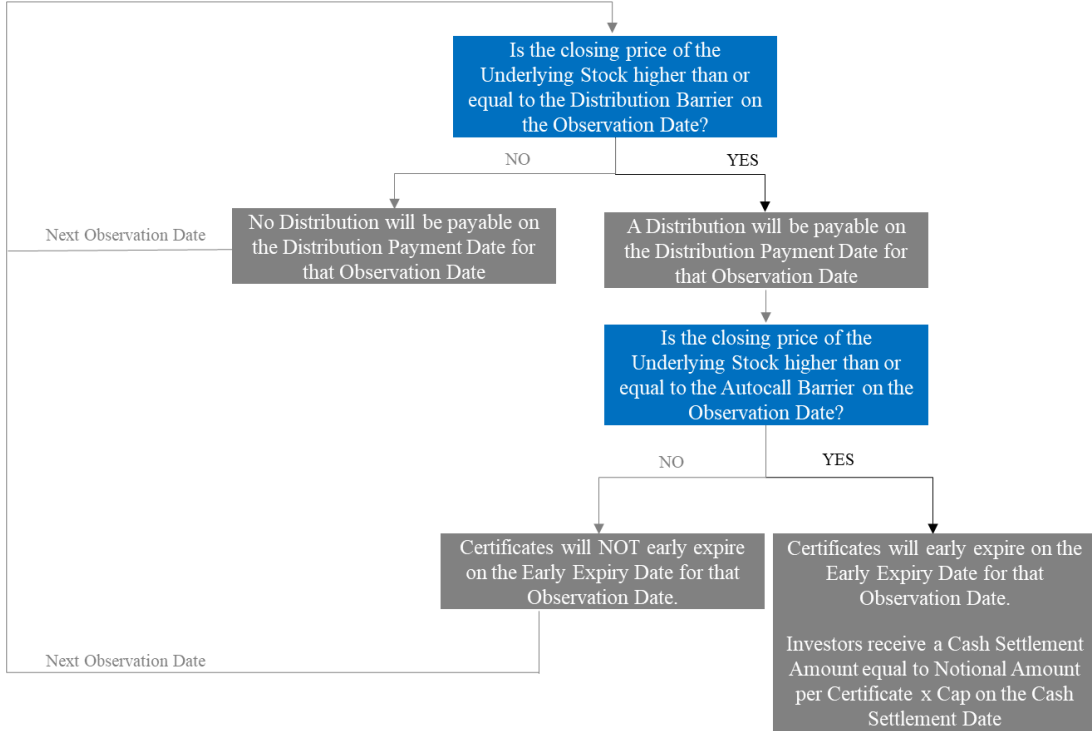 Is the closing price of the
Underlying Stock higher than or
equal to the Distribution Barrier on
the Observation Date?
NO
YES
Next Observation Date
No Distribution will be payable on
the Distribution Payment Date for
that Observation Date
A Distribution will be payable on
the Distribution Payment Date for
that Observation Date
Is the closing price of the
Underlying Stock higher than or
equal to the Autocall Barrier on the
Observation Date?
NO
YES
Certificates will NOT early expire
on the Early Expiry Date for that
Observation Date.
Certificates will early expire on the
Early Expiry Date for that
Observation Date.
Investors receive a Cash Settlement
Amount equal to Notional Amount
per Certificate x Cap on the Cash
Settlement Date
Next Observation Date